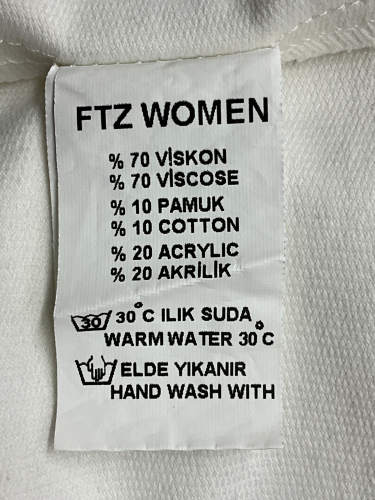 FTZ WOMEN
% 70 VİSKON
% 70 VİSCOSE
% 10 PAMUK
% 10 COTTON
% 20 ACRYLIC
% 20 AKRİLİK
30 30°C ILIK SUDA
WARM WATER 30°C
ELDE YIKANIR
HAND WASH WITH